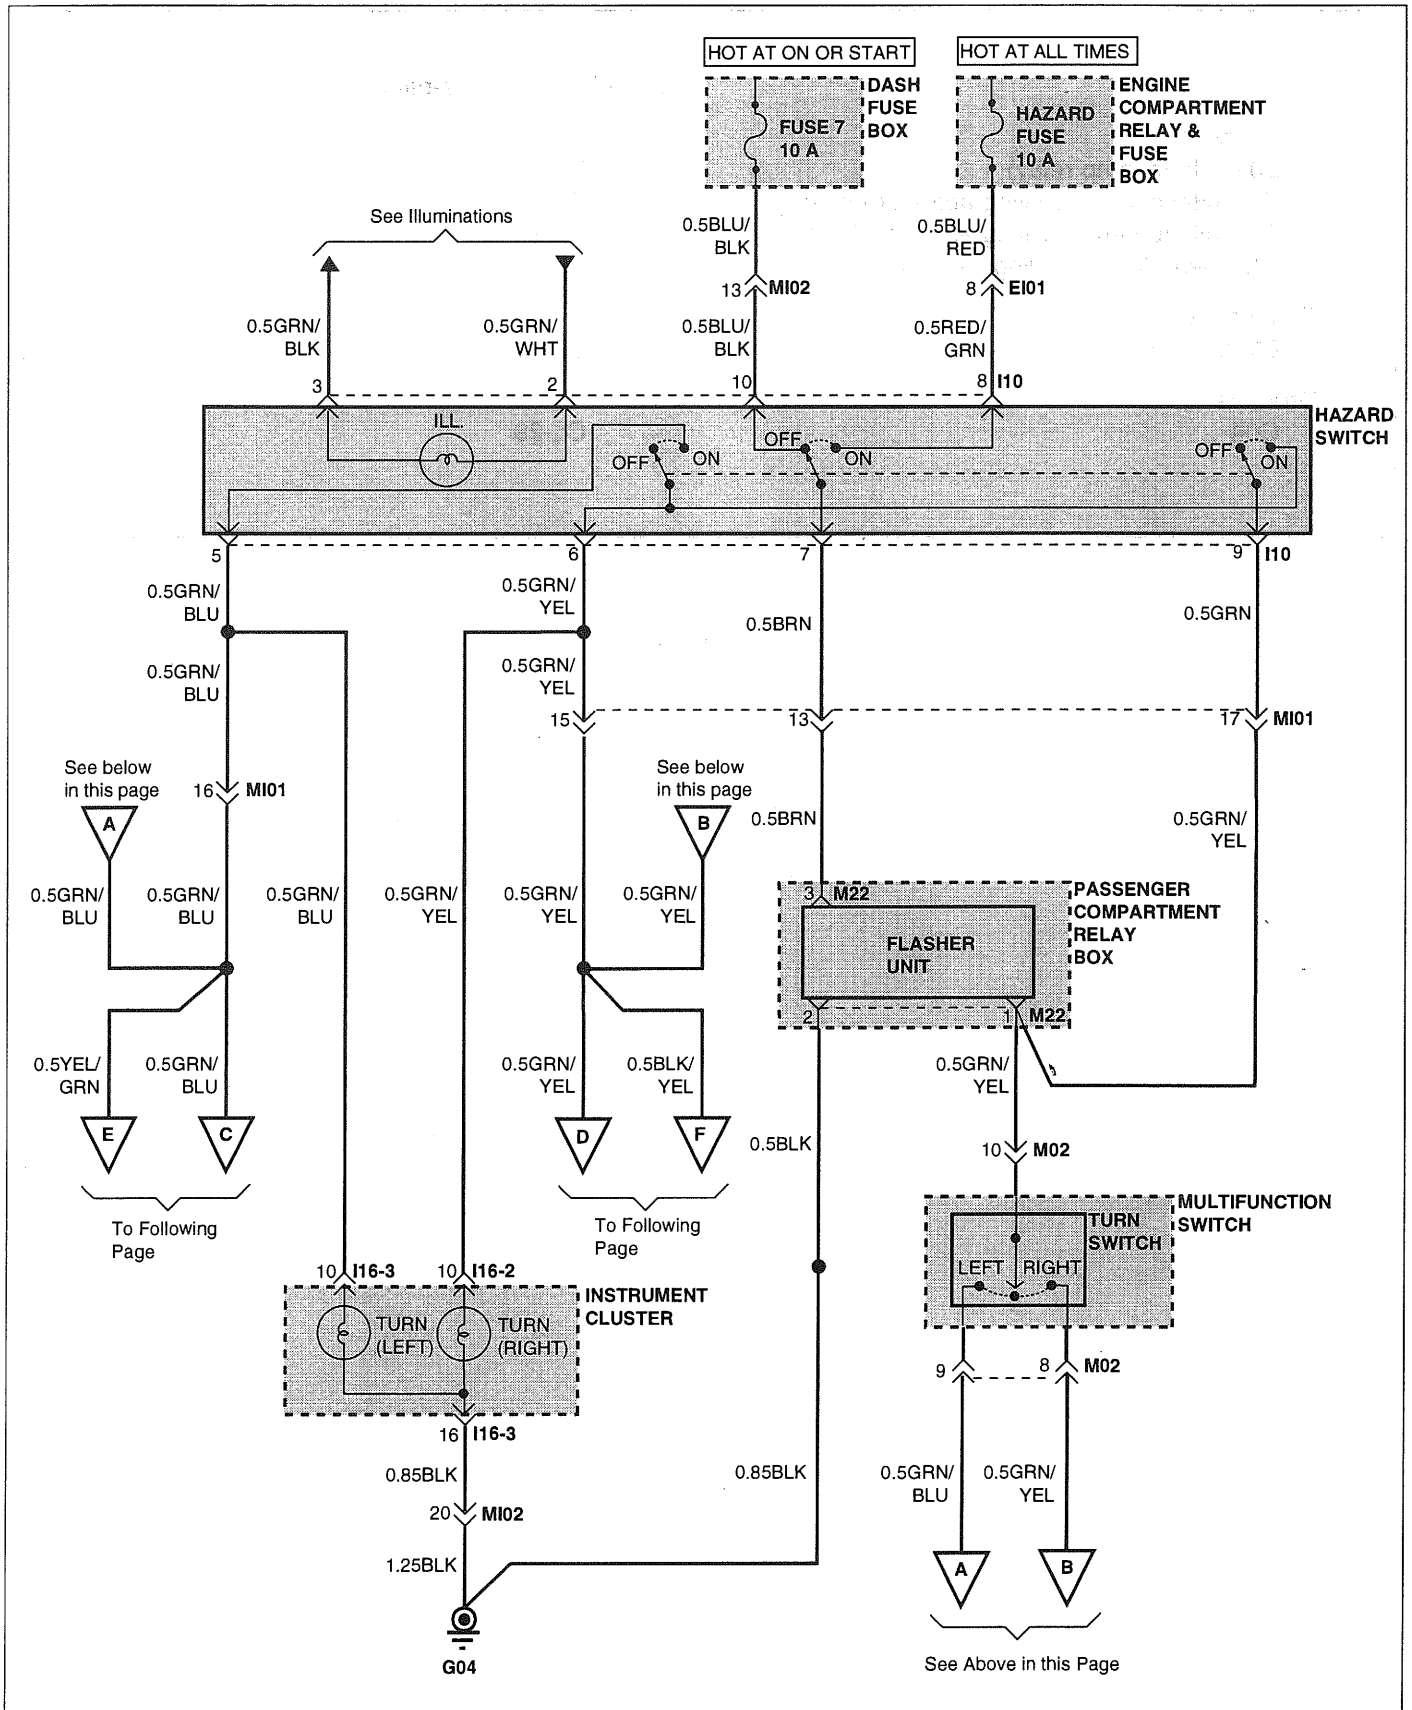 HOT AT ON OR START
HOT AT ALL TIMES
DASH
FUSE
BOX
FUSE 7
10 A
HAZARD
FUSE
10 A
ENGINE
COMPARTMENT
RELAY &
FUSE
BOX
See Illuminations
0.5BLU/
BLK
0.5BLU/
RED
13
MI02
8
EI01
0.5GRN/
BLK
0.5GRN/
WHT
0.5BLU/
BLK
0.5RED/
GRN
3
2
10
8
I10
HAZARD
SWITCH
ILL.
OFF
ON
OFF
ON
OFF
ON
5
6
7
9
I10
0.5GRN/
BLU
0.5GRN/
YEL
0.5BRN
0.5GRN
0.5GRN/
BLU
0.5GRN/
YEL
15
13
17
MI01
See below
in this page
A
16
MI01
See below
in this page
B
0.5BRN
0.5GRN/
YEL
0.5GRN/
BLU
0.5GRN/
BLU
0.5GRN/
BLU
0.5GRN/
YEL
0.5GRN/
YEL
0.5GRN/
YEL
3
M22
PASSENGER
COMPARTMENT
RELAY
BOX
FLASHER
UNIT
2
1
M22
0.5YEL/
GRN
0.5GRN/
BLU
0.5GRN/
YEL
0.5BLK/
YEL
0.5GRN/
YEL
E
C
D
F
0.5BLK
10
M02
To Following
Page
To Following
Page
MULTIFUNCTION
SWITCH
TURN
SWITCH
LEFT
RIGHT
10
I16-3
10
I16-2
INSTRUMENT
CLUSTER
TURN
(LEFT)
TURN
(RIGHT)
9
8
M02
16
I16-3
0.85BLK
0.85BLK
0.5GRN/
BLU
0.5GRN/
YEL
20
MI02
1.25BLK
A
B
G04
See Above in this Page